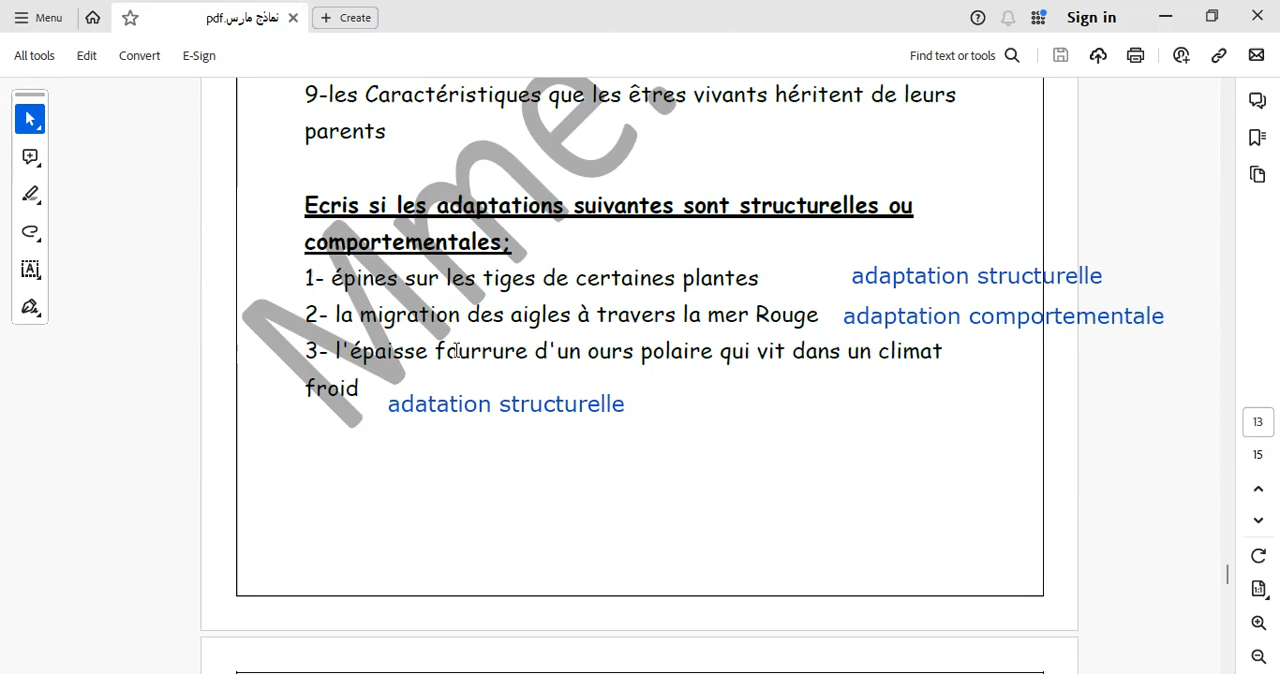 Menu
نماذج مارس.pdf
Create
Sign in
All tools Edit Convert E-Sign
Find text or tools
9-les Caractéristiques que les êtres vivants héritent de leurs
parents
Ecris si les adaptations suivantes sont structurelles ou
comportementales;
1- épines sur les tiges de certaines plantes adaptation structurelle
2- la migration des aigles à travers la mer Rouge adaptation comportementale
3- l'épaisse fourrure d'un ours polaire qui vit dans un climat
froid adatation structurelle
Mme.
13
15
1:1